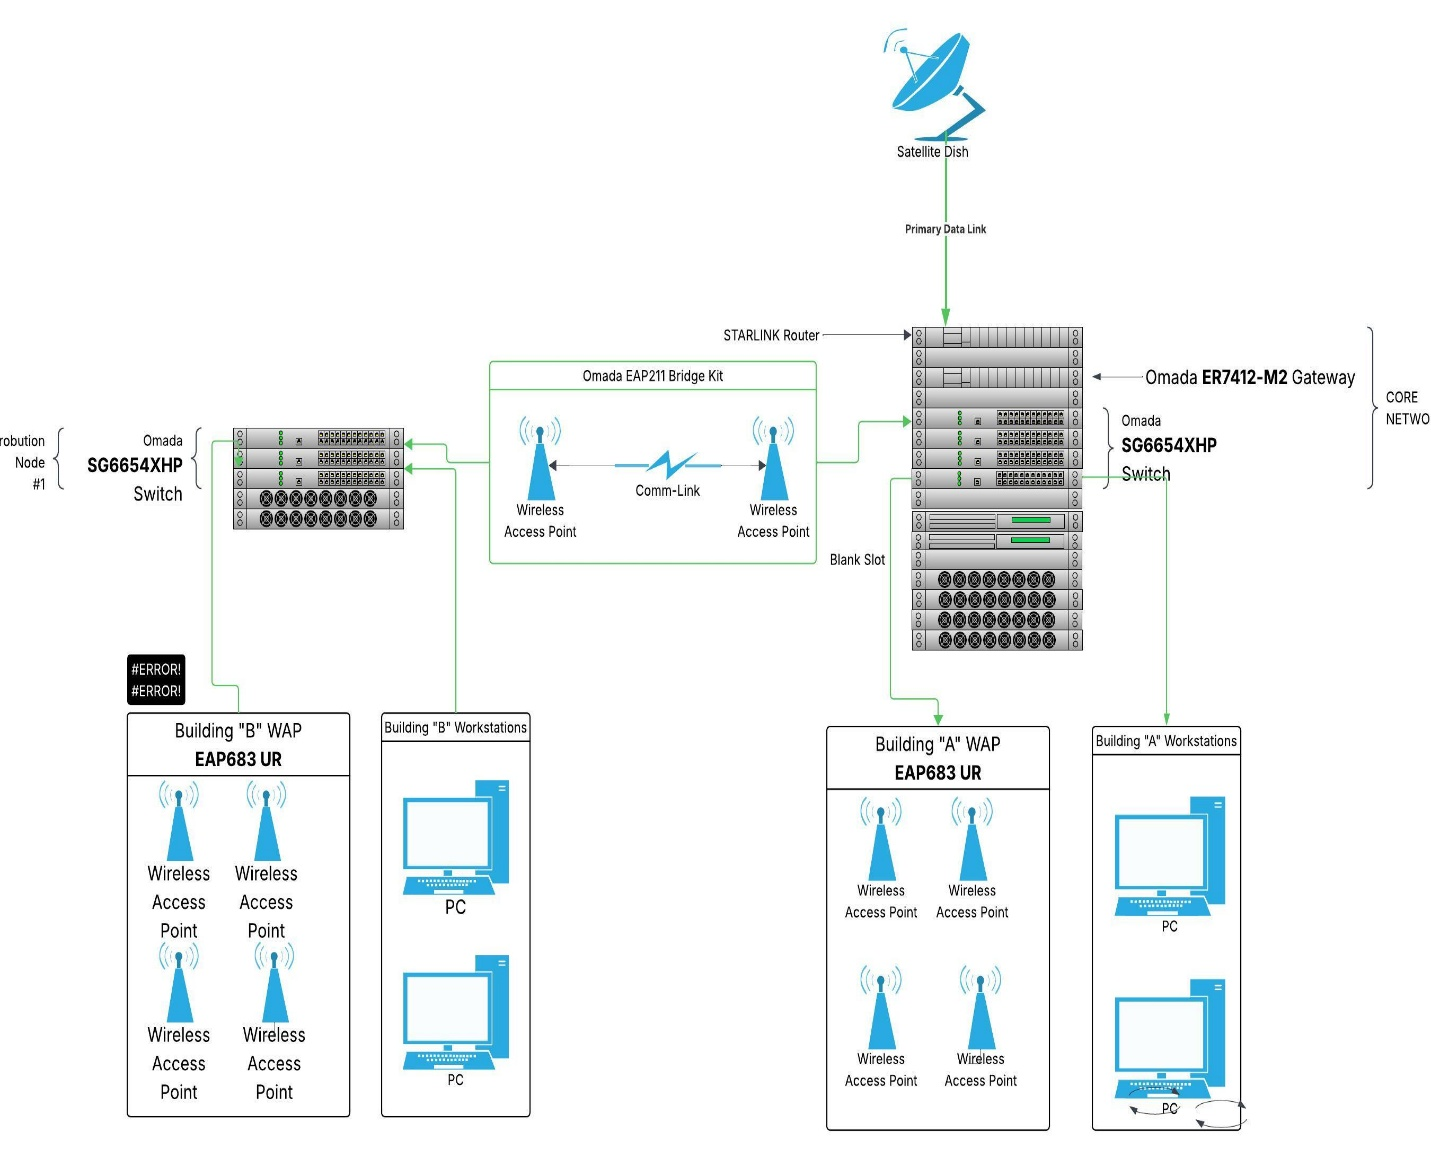 Satellite Dish
Primary Data Link
STARLINK Router
Omada ER7412-M2 Gateway
CORE
NETWO
Omada
SG6654XHP
Switch
Omada EAP211 Bridge Kit
Comm-Link
Wireless
Access Point
Wireless
Access Point
robution
Node
#1
Omada
SG6654XHP
Switch
Blank Slot
#ERROR!
#ERROR!
Building "B" WAP
EAP683 UR
Wireless
Access
Point
Wireless
Access
Point
Wireless
Access
Point
Wireless
Access
Point
Building "B" Workstations
PC
PC
Building "A" WAP
EAP683 UR
Wireless
Access Point
Wireless
Access Point
Wireless
Access Point
Wireless
Access Point
Building "A" Workstations
PC
PC